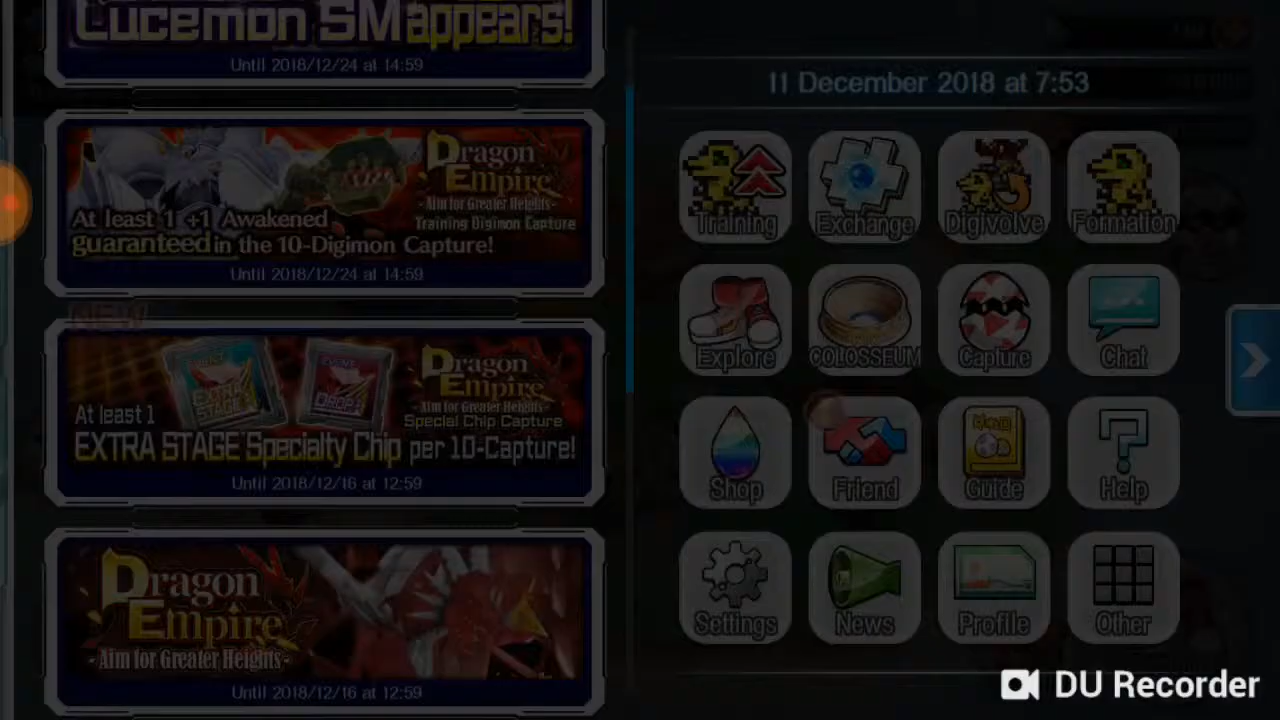 Lucemon SM appears!
Until 2018/12/24 at 14:59
Dragon
Empire
- Aim for Greater Heights -
Training Digimon Capture
At least 1 +1 Awakened
guaranteed in the 10-Digimon Capture!
Until 2018/12/24 at 14:59
NEW
EXTRA
STAGE
DROP
Dragon
Empire
- Aim for Greater Heights -
Special Chip Capture
At least 1
EXTRA STAGE Specialty Chip per 10-Capture!
Until 2018/12/16 at 12:59
Dragon
Empire
- Aim for Greater Heights -
Until 2018/12/16 at 12:59
11 December 2018 at 7:53
Training Exchange Digivolve Formation
Explore COLOSSEUM Capture Chat
Shop Friend Guide Help
Settings News Profile Other
DU Recorder